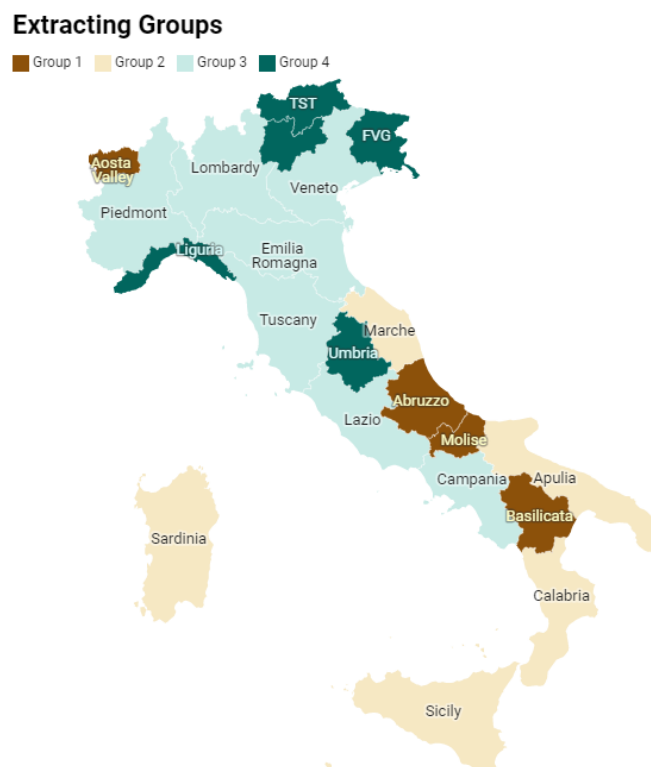 Extracting Groups
Group 1 Group 2 Group 3 Group 4
TST
FVG
Aosta
Valley
Lombardy
Veneto
Piedmont
Liguria
Emilia
Romagna
Tuscany
Marche
Umbria
Abruzzo
Lazio
Molise
Campania
Apulia
Basilicata
Sardinia
Calabria
Sicily